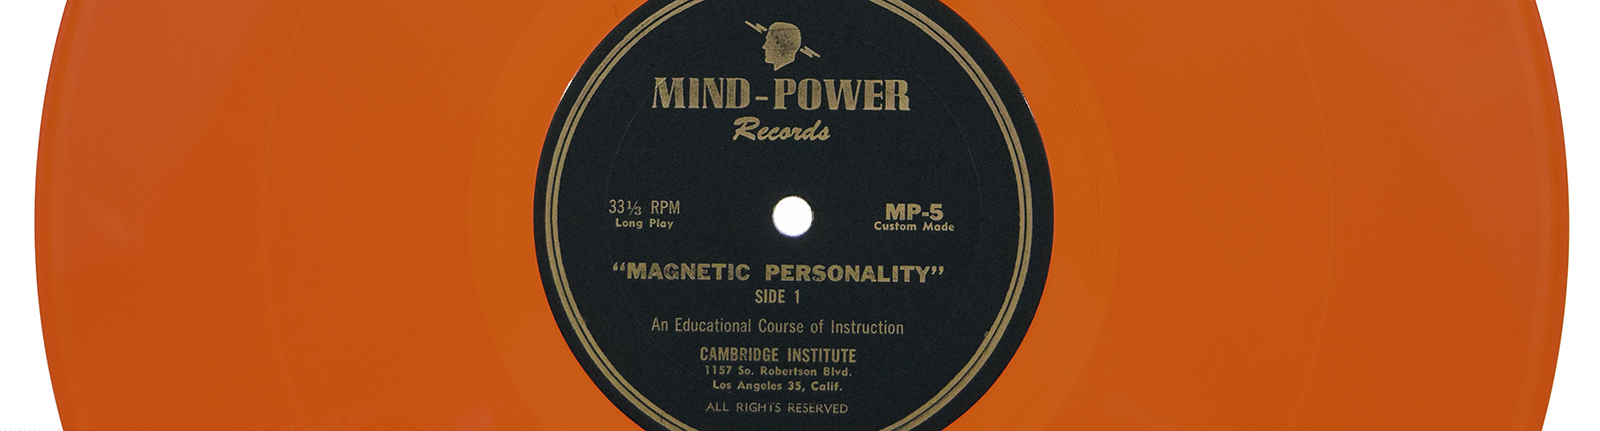 MIND-POWER
Records
33⅓ RPM
Long Play
MP-5
Custom Made
“MAGNETIC PERSONALITY”
SIDE 1
An Educational Course of Instruction
CAMBRIDGE INSTITUTE
1157 So. Robertson Blvd.
Los Angeles 35, Calif.
ALL RIGHTS RESERVED